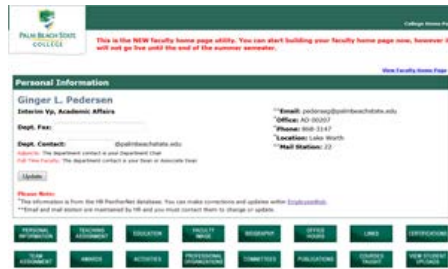 College Home Pa
PALM BEACH STATE
COLLEGE
This is the NEW faculty home page utility. You can start building your faculty home page now, however it
will not go live until the end of the summer semester.
View Faculty Home Page
Personal Information
Ginger L. Pedersen
Interim Vp, Academic Affairs
Dept. Fax:
Dept. Contact: @palmbeachstate.edu
Adjuncts: The department contact is your Department Chair
Full Time Faculty: The department contact is your Dean or Associate Dean
Update
**Email: pederseg@palmbeachstate.edu
*Office: AD-00207
*Phone: 868-3147
*Location: Lake Worth
**Mail Station: 22
Please Note:
*The information is from the HR PantherNet database. You can make corrections and updates within EmployeeWeb.
**Email and mail station are maintained by HR and you must contact them to change or update.
PERSONAL INFORMATION
TEACHING ASSIGNMENT
EDUCATION
FACULTY IMAGE
BIOGRAPHY
OFFICE HOURS
LINKS
CERTIFICATIONS
TEAM ASSIGNMENT
AWARDS
ACTIVITIES
PROFESSIONAL ORGANIZATIONS
COMMITTEES
PUBLICATIONS
COURSES TAUGHT
VIEW STUDENT UPLOADS